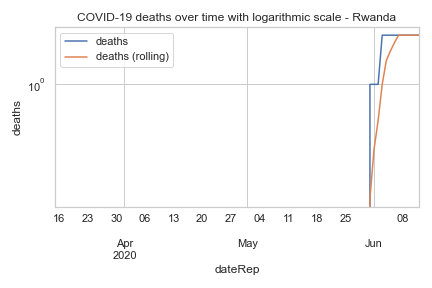 COVID-19 deaths over time with logarithmic scale - Rwanda
deaths
deaths (rolling)
10⁰
deaths
16 23 30 06 13 20 27 04 11 18 25 08
Apr May Jun
2020
dateRep